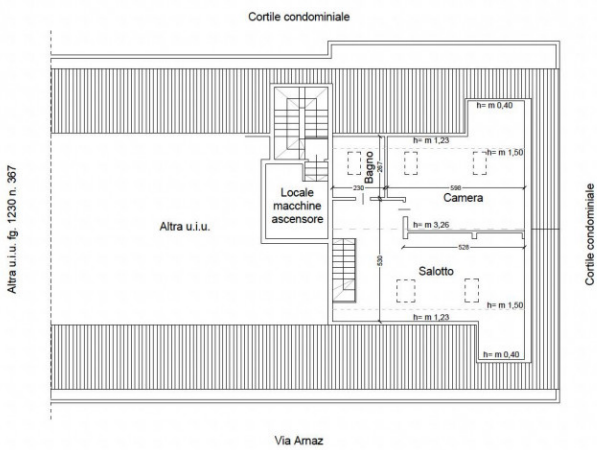 Cortile condominiale
Altra u.i.u. fg. 1230 n. 367
h= m 0,40
h= m 1,23
h= m 1,50
Bagno
267
230
598
Camera
Locale
macchine
ascensore
Altra u.i.u.
h= m 3,26
528
530
Salotto
h= m 1,50
h= m 1,23
h= m 0,40
Cortile condominiale
Via Arnaz